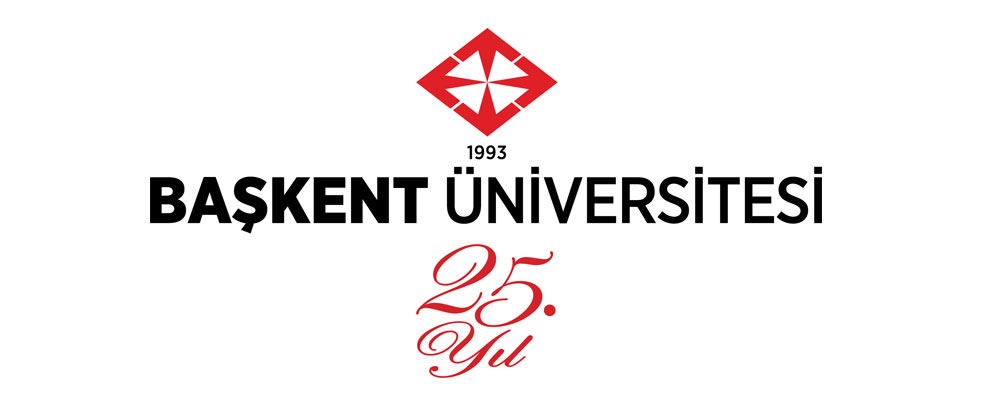 1993
BAŞKENT ÜNİVERSİTESİ
25.
Yıl